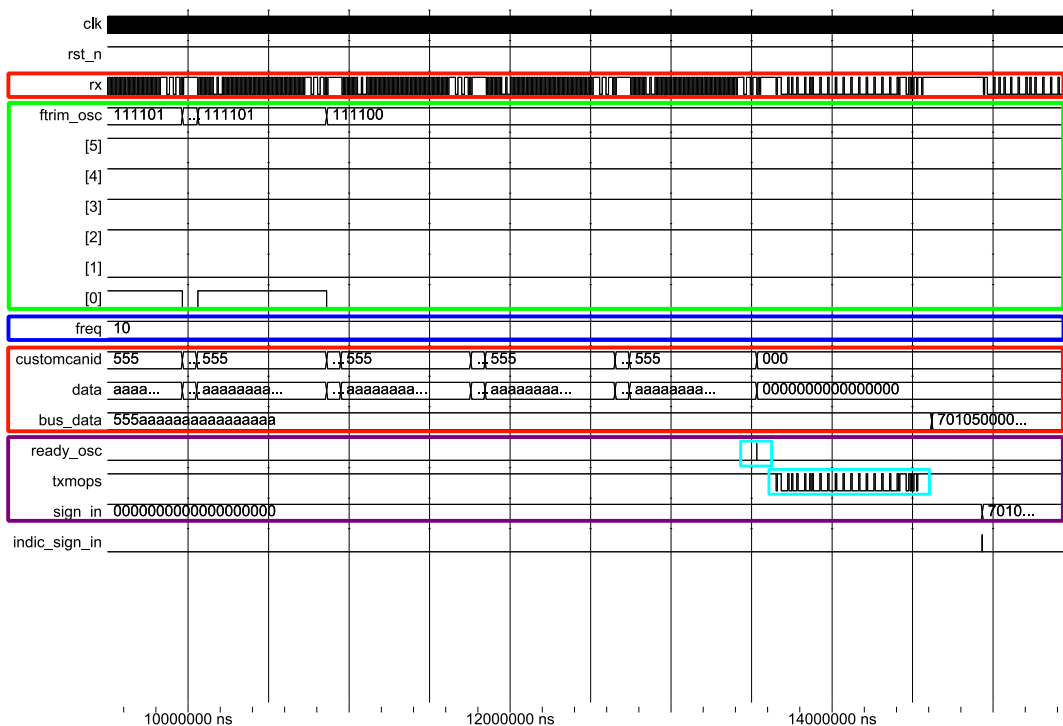 clk
rst_n
rx
ftrim_osc 111101 ... 111101 111100
[5]
[4]
[3]
[2]
[1]
[0]
freq 10
customcanid 555 ... 555 ... 555 ... 555 ... 555 000
data aaaa... ... aaaaaaaa... ... aaaaaaaa... ... aaaaaaaa... ... aaaaaaaa... 0000000000000000
bus_data 555aaaaaaaaaaaaaaaa 701050000...
ready_osc
txmops
sign_in 0000000000000000000 7010...
indic_sign_in
10000000 ns 12000000 ns 14000000 ns